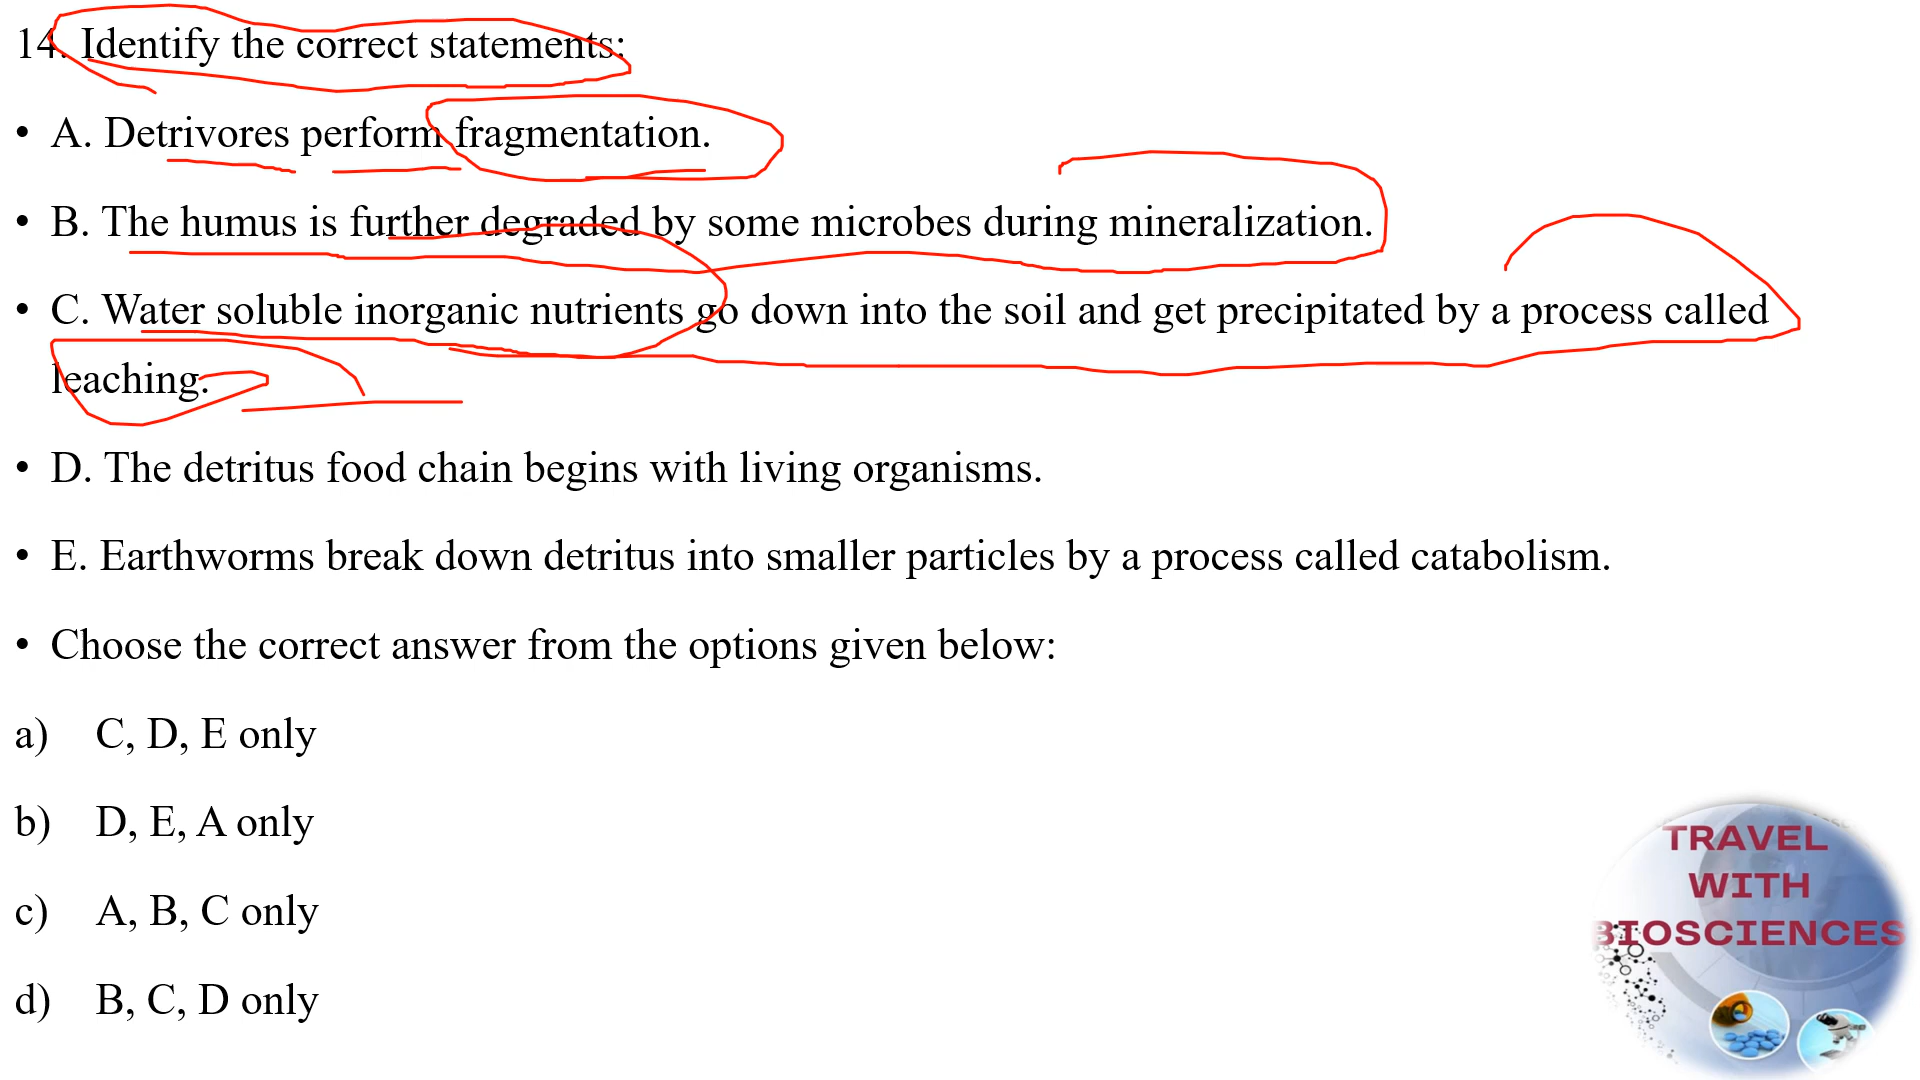 14. Identify the correct statements:
• A. Detrivores perform fragmentation.
• B. The humus is further degraded by some microbes during mineralization.
• C. Water soluble inorganic nutrients go down into the soil and get precipitated by a process called
leaching.
• D. The detritus food chain begins with living organisms.
• E. Earthworms break down detritus into smaller particles by a process called catabolism.
• Choose the correct answer from the options given below:
a) C, D, E only
b) D, E, A only
c) A, B, C only
d) B, C, D only
TRAVEL
WITH
BIOSCIENCES